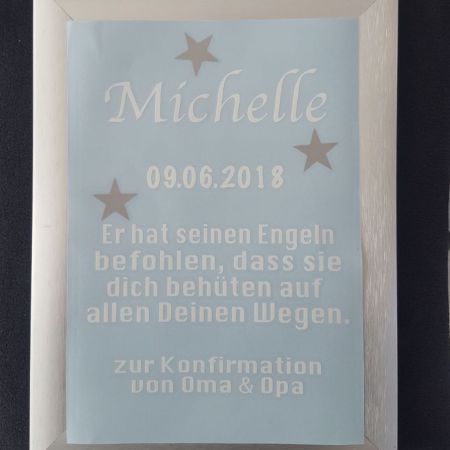 Michelle
09.06.2018
Er hat seinen Engeln
befohlen, dass sie
dich behüten auf
allen Deinen Wegen.
zur Konfirmation
von Oma & Opa